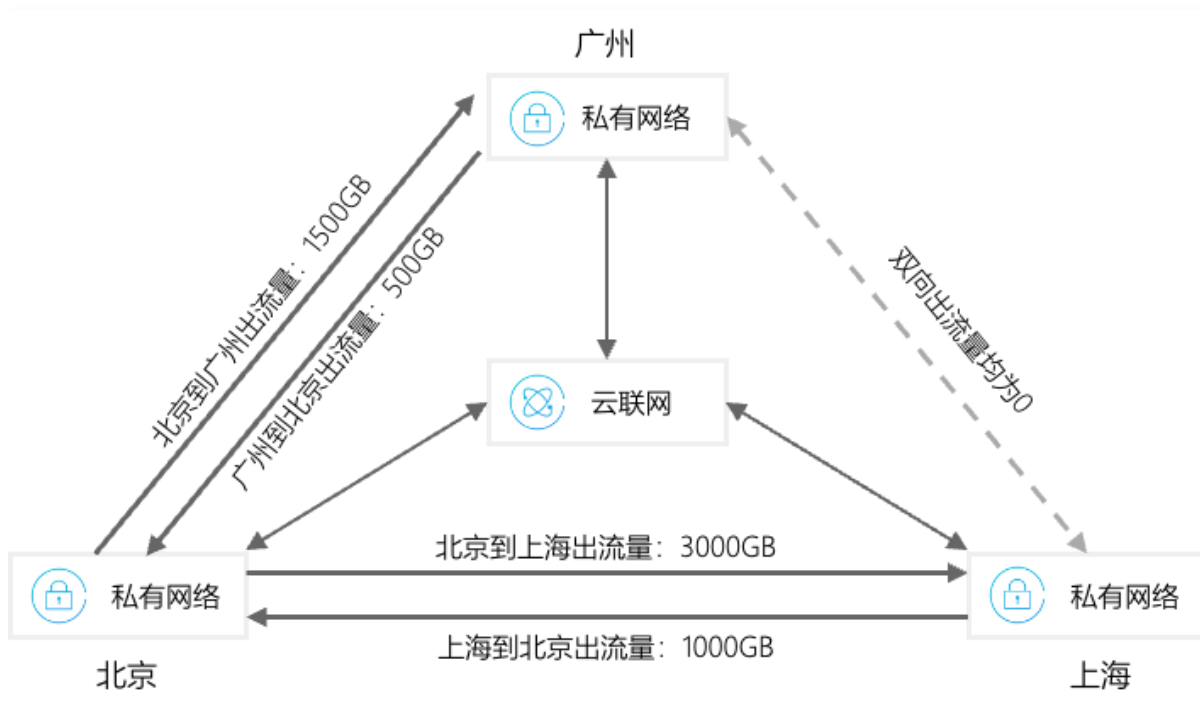 广州
私有网络
北京到广州出流量：1500GB
广州到北京出流量：500GB
双向出流量均为0
云联网
北京到上海出流量：3000GB
私有网络
私有网络
上海到北京出流量：1000GB
北京
上海